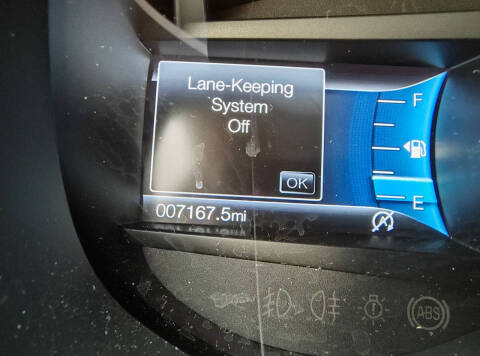 Lane-Keeping
System
Off
OK
F
E
007167.5mi
ABS